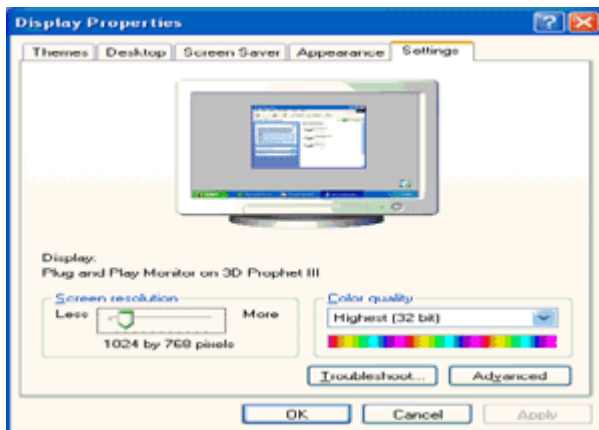 Display Properties
Themes Desktop Screen Saver Appearance Settings
Display:
Plug and Play Monitor on 3D Prophet III
Screen resolution
Less More
1024 by 768 pixels
Color quality
Highest (32 bit)
Troubleshoot... Advanced
OK Cancel Apply